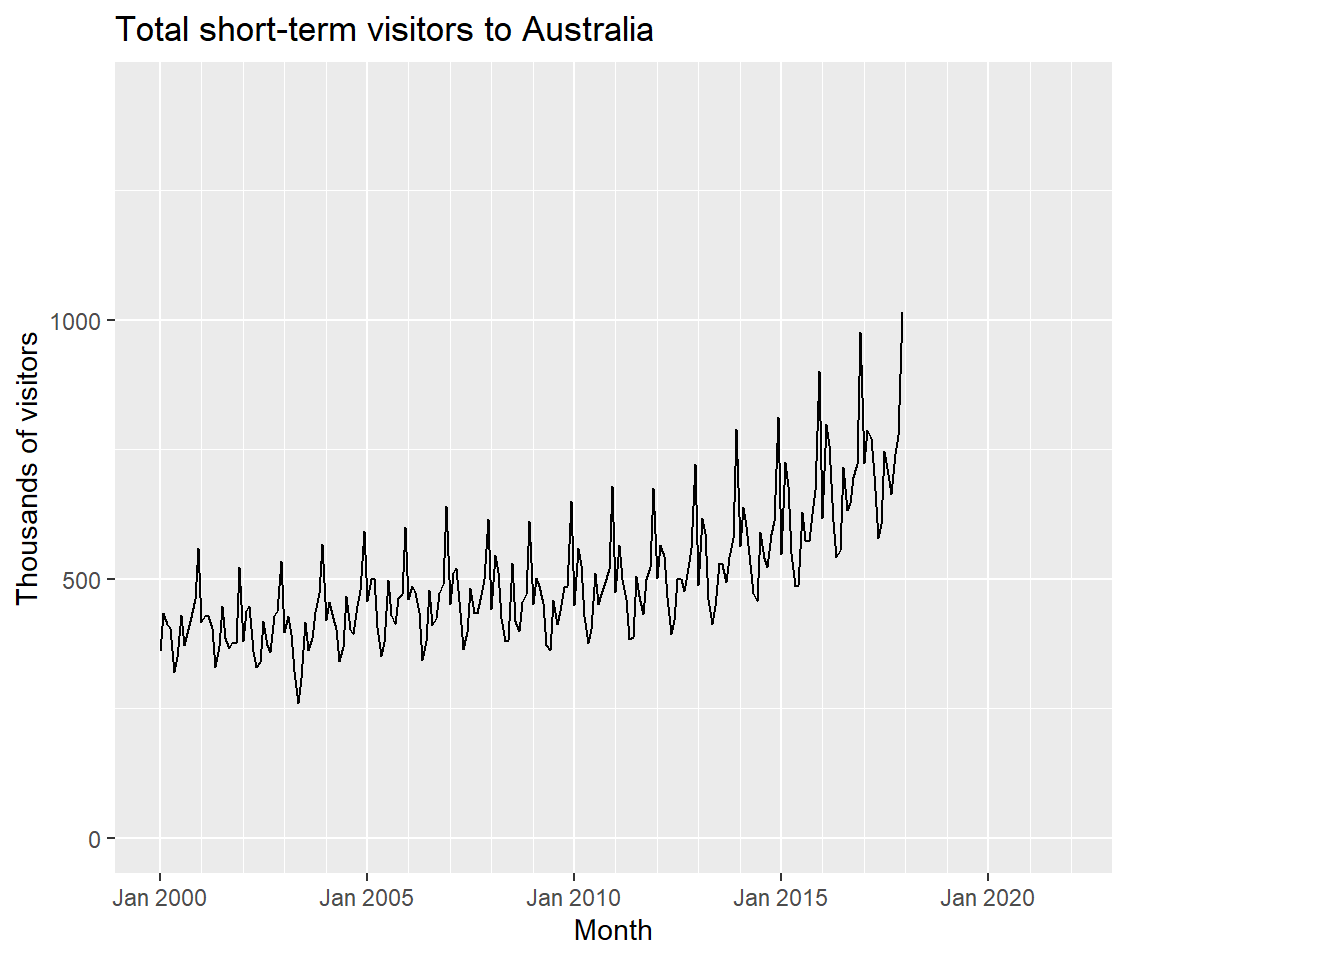 Total short-term visitors to Australia
Thousands of visitors
1000
500
0
Jan 2000 Jan 2005 Jan 2010 Jan 2015 Jan 2020
Month